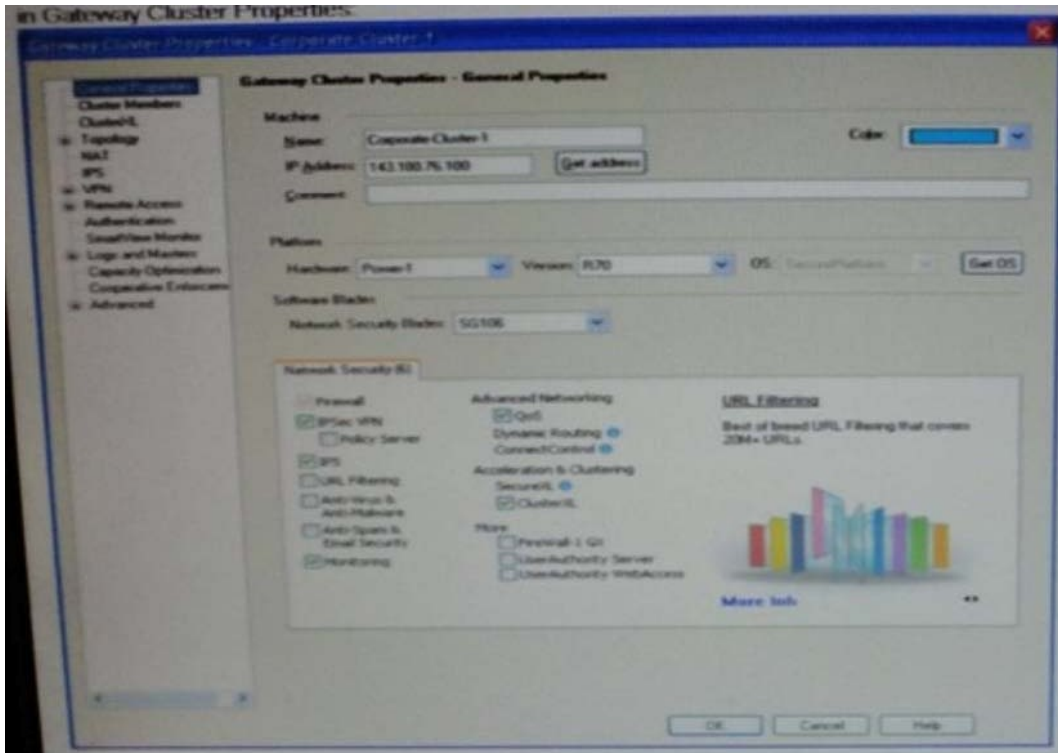 in Gateway Cluster Properties.
Gateway Cluster Properties - Corporate-Cluster-1
General Properties
Cluster Members
ClusterXL
Topology
NAT
IPS
VPN
Remote Access
Authentication
SmartView Monitor
Logs and Masters
Capacity Optimization
Cooperative Enforcem
Advanced
Gateway Cluster Properties - General Properties
Machine
Name: Corporate-Cluster-1
Color:
IP Address: 143.100.76.100 Get address
Comment:
Platform
Hardware: Power-1 Version: R70 OS: SecurePlatform Get OS
Software Blades
Network Security Blades: SG106
Network Security (6)
Firewall
IPSec VPN
Policy Server
IPS
URL Filtering
Anti-Virus &
Anti-Malware
Anti-Spam &
Email Security
Monitoring
Advanced Networking
QoS
Dynamic Routing
ConnectControl
Acceleration & Clustering
SecureXL
ClusterXL
More
Firewall-1 GX
UserAuthority Server
UserAuthority WebAccess
URL Filtering
Best of breed URL Filtering that covers
20M+ URLs.
More Info
OK Cancel Help